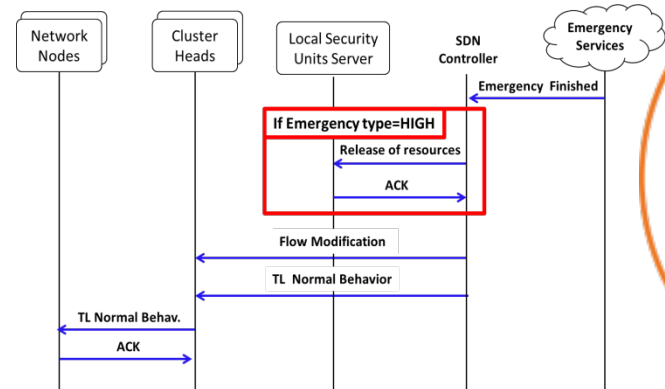 Network
Nodes
Cluster
Heads
Local Security
Units Server
SDN
Controller
Emergency
Services
Emergency Finished
If Emergency type=HIGH
Release of resources
ACK
Flow Modification
TL Normal Behavior
TL Normal Behav.
ACK